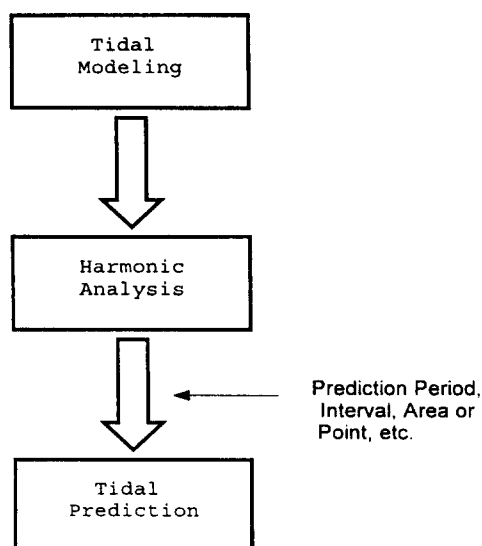 Tidal
Modeling
Harmonic
Analysis
Prediction Period,
Interval, Area or
Point, etc.
Tidal
Prediction